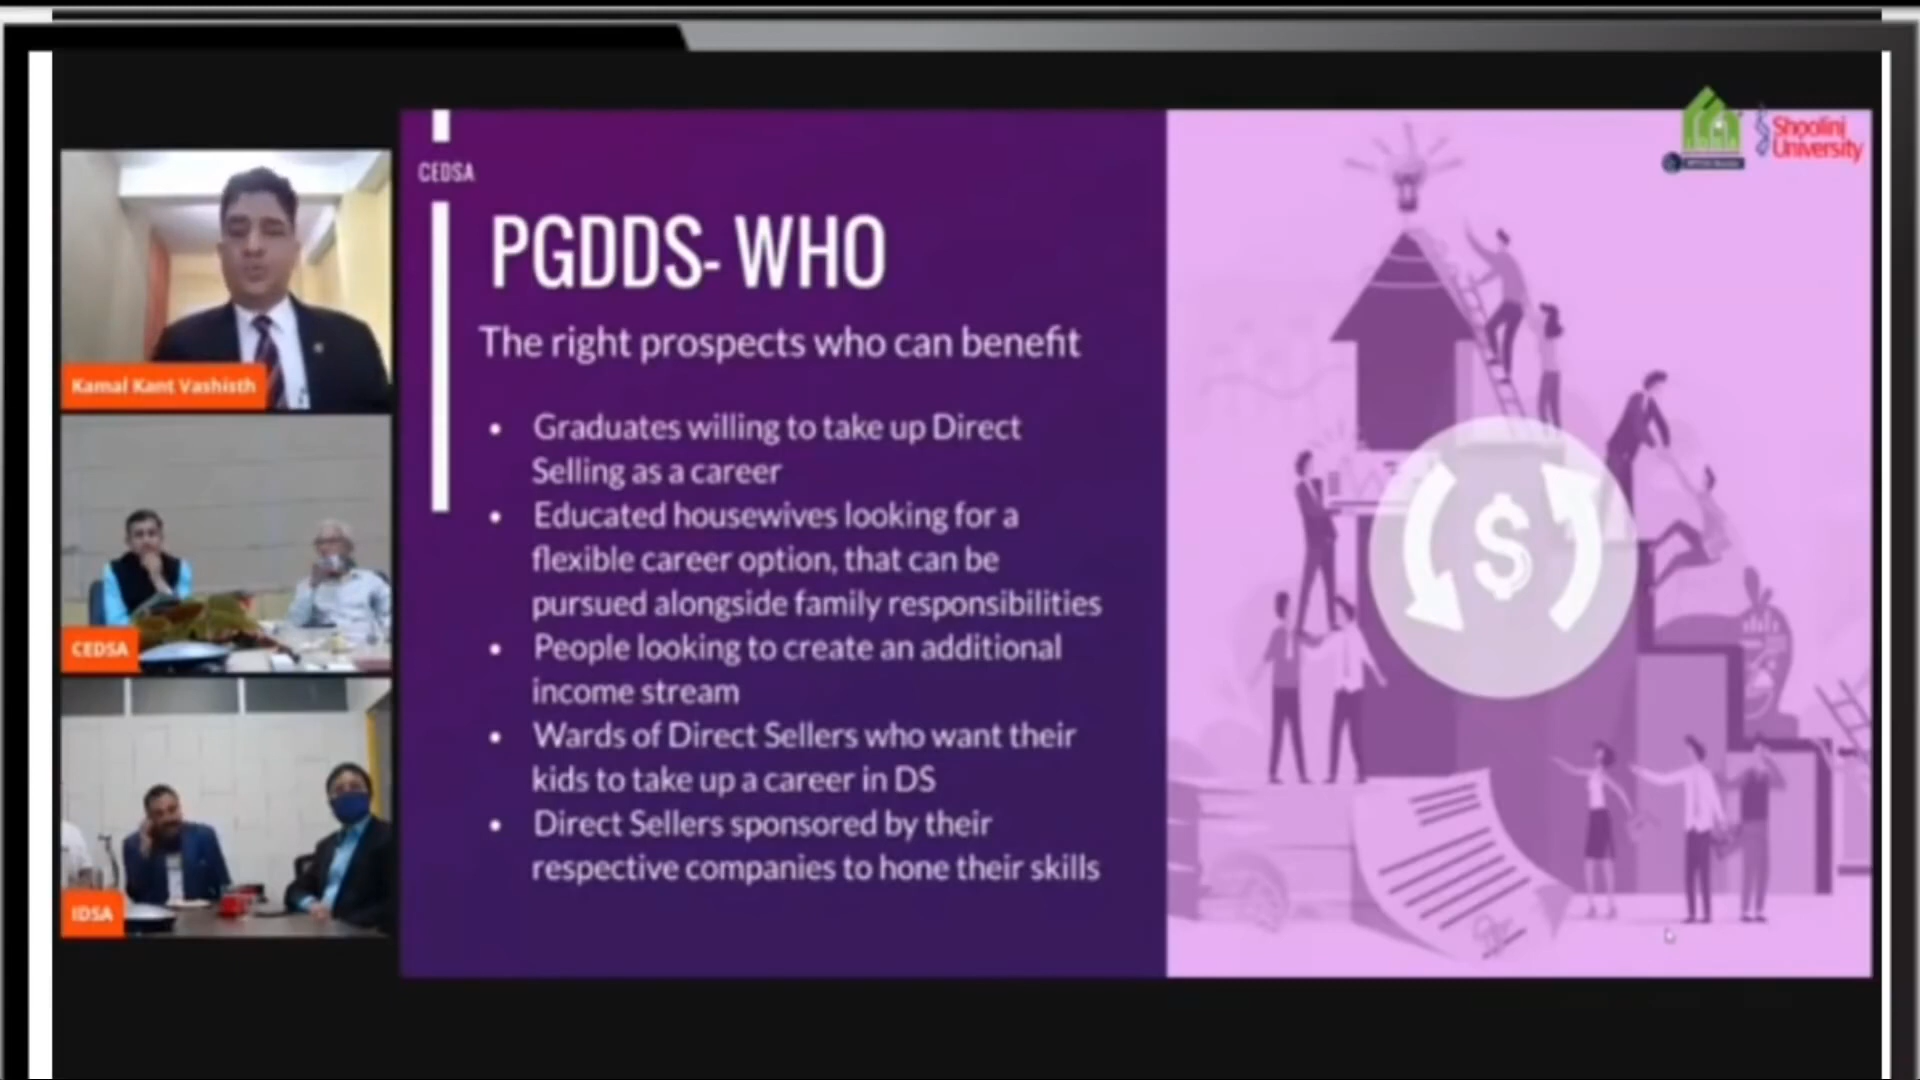 CEDSA
PGDDS- WHO
The right prospects who can benefit
• Graduates willing to take up Direct
Selling as a career
• Educated housewives looking for a
flexible career option, that can be
pursued alongside family responsibilities
• People looking to create an additional
income stream
• Wards of Direct Sellers who want their
kids to take up a career in DS
• Direct Sellers sponsored by their
respective companies to hone their skills
Shoolini
University
Kamal Kant Vashisth
CEDSA
IDSA
$